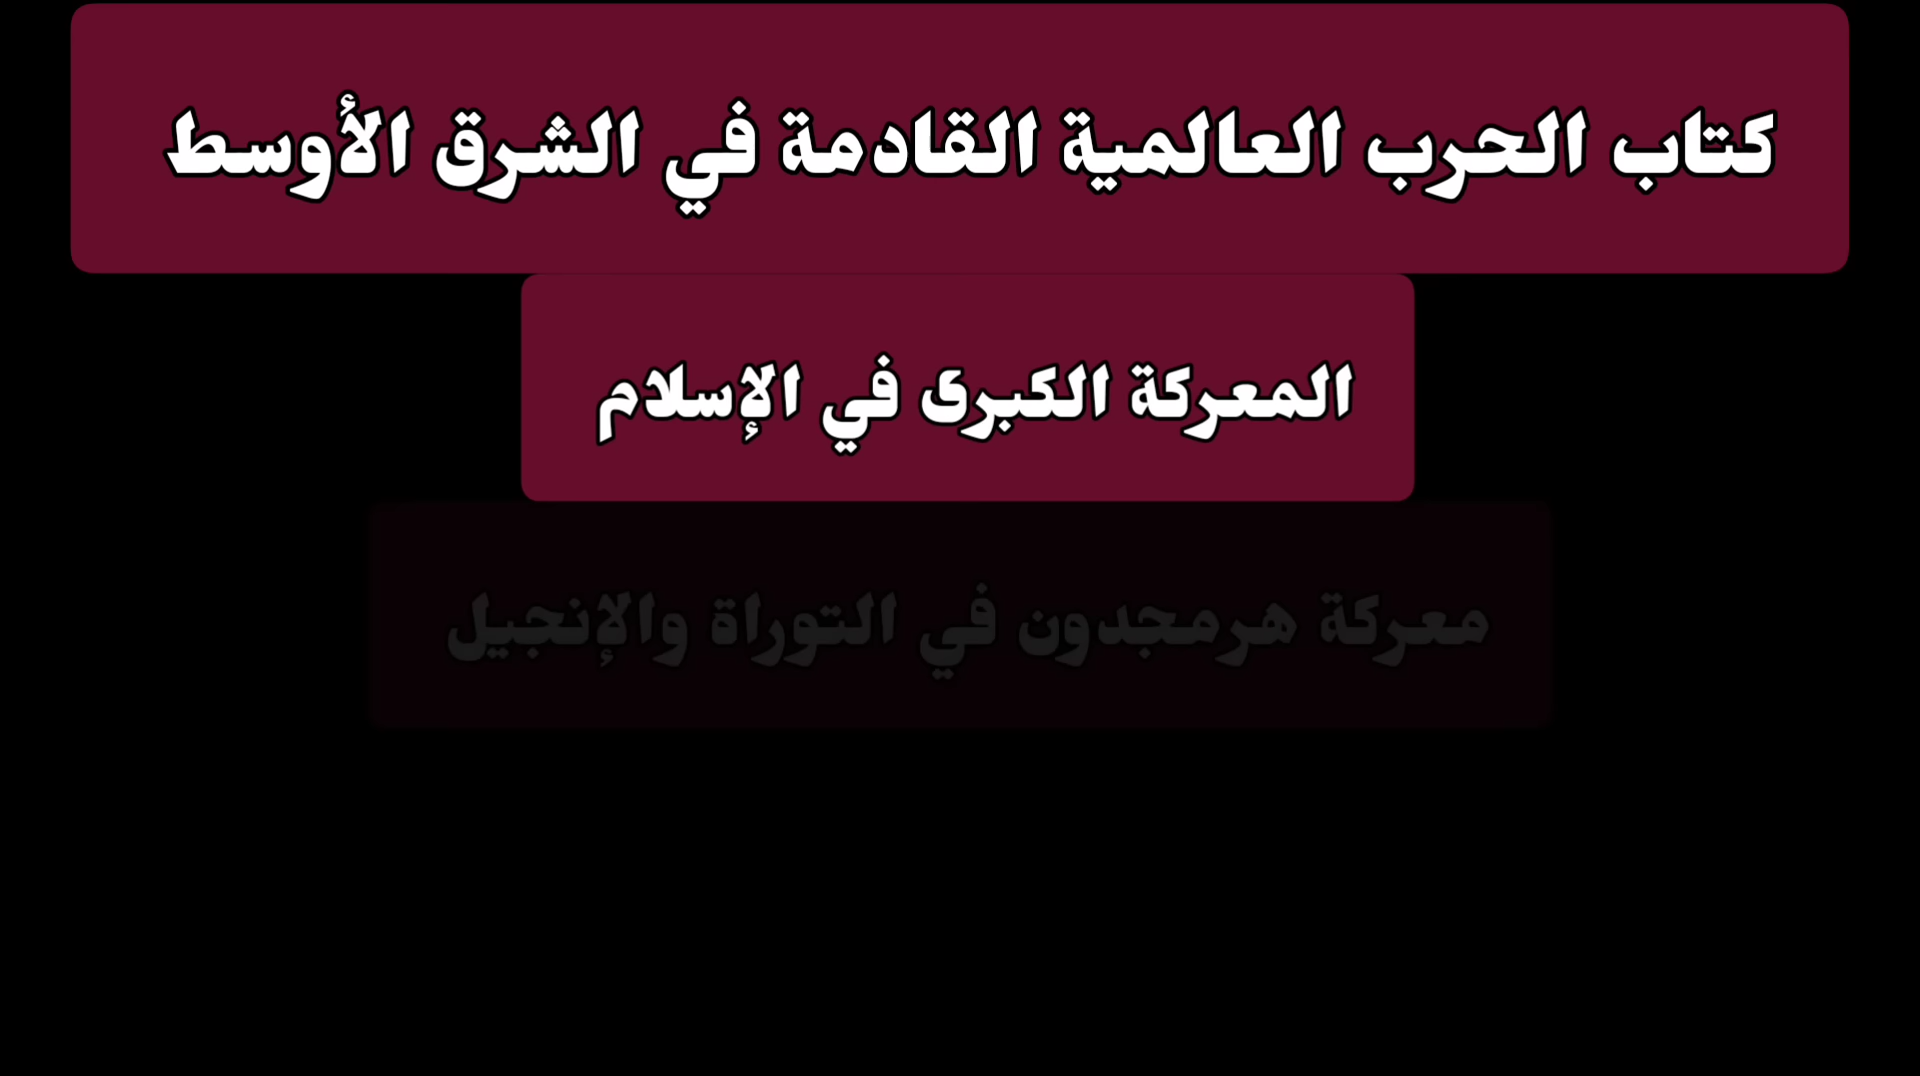 كتاب الحرب العالمية القادمة في الشرق الأوسط
المعركة الكبرى في الإسلام
معركة هرمجدون في التوراة والإنجيل